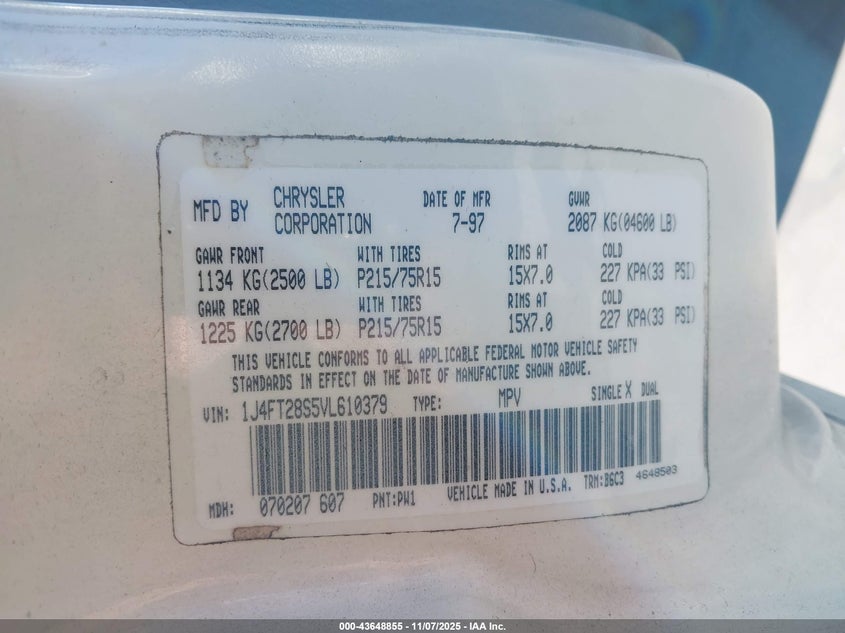 MFD BY CHRYSLER CORPORATION DATE OF MFR 7-97 GVWR 2087 KG(04600 LB)
GAWR FRONT WITH TIRES RIMS AT COLD
1134 KG(2500 LB) P215/75R15 15X7.0 227 KPA(33 PSI)
GAWR REAR WITH TIRES RIMS AT COLD
1225 KG(2700 LB) P215/75R15 15X7.0 227 KPA(33 PSI)
THIS VEHICLE CONFORMS TO ALL APPLICABLE FEDERAL MOTOR VEHICLE SAFETY
STANDARDS IN EFFECT ON THE DATE OF MANUFACTURE SHOWN ABOVE.
VIN: 1J4FT28S5VL610379 TYPE: MPV SINGLE X DUAL
MDH: 070207 607 PNT:PW1 VEHICLE MADE IN U.S.A. TRM:B6C3 4648503
000-43648855 - 11/07/2025 - IAA Inc.